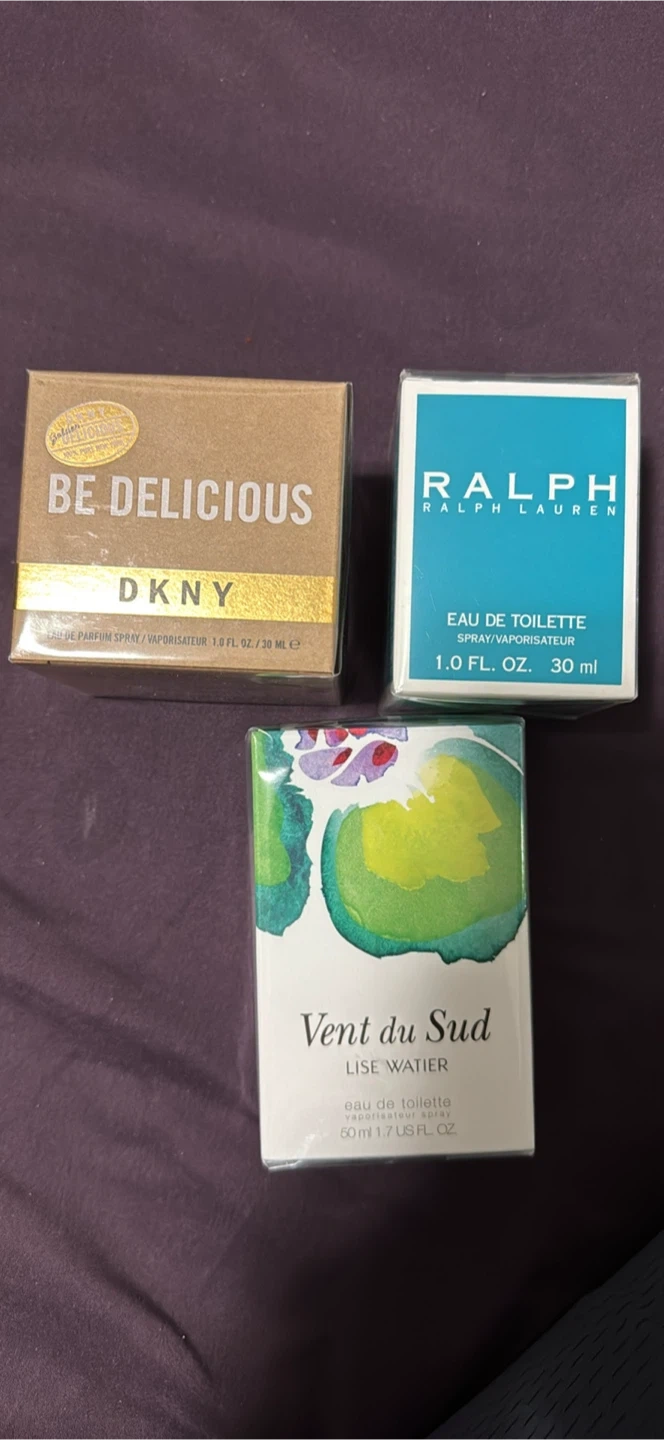 DKNY
DELICIOUS
BE DELICIOUS
DKNY
EAU DE PARFUM SPRAY / VAPORISATEUR 1.0 FL. OZ. / 30 ML ℮
RALPH
RALPH LAUREN
EAU DE TOILETTE
SPRAY/VAPORISATEUR
1.0 FL. OZ. 30 ml
Vent du Sud
LISE WATIER
eau de toilette
vaporisateur spray
50 ml 1.7 US FL. OZ.